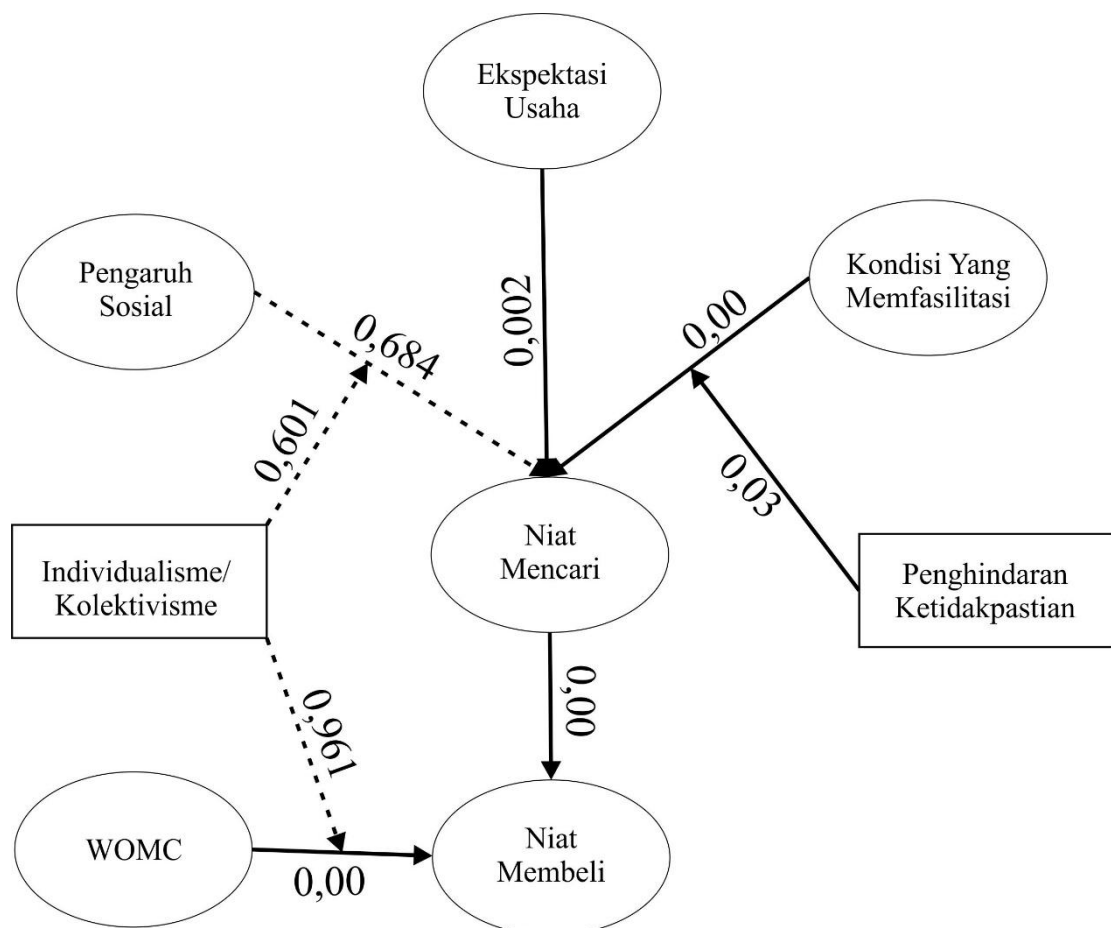 Ekspektasi
Usaha
Pengaruh
Sosial
Kondisi Yang
Memfasilitasi
0,684
0,002
0,00
0,601
0,03
Individualisme/
Kolektivisme
Niat
Mencari
Penghindaran
Ketidakpastian
0,961
0,00
WOMC
0,00
Niat
Membeli